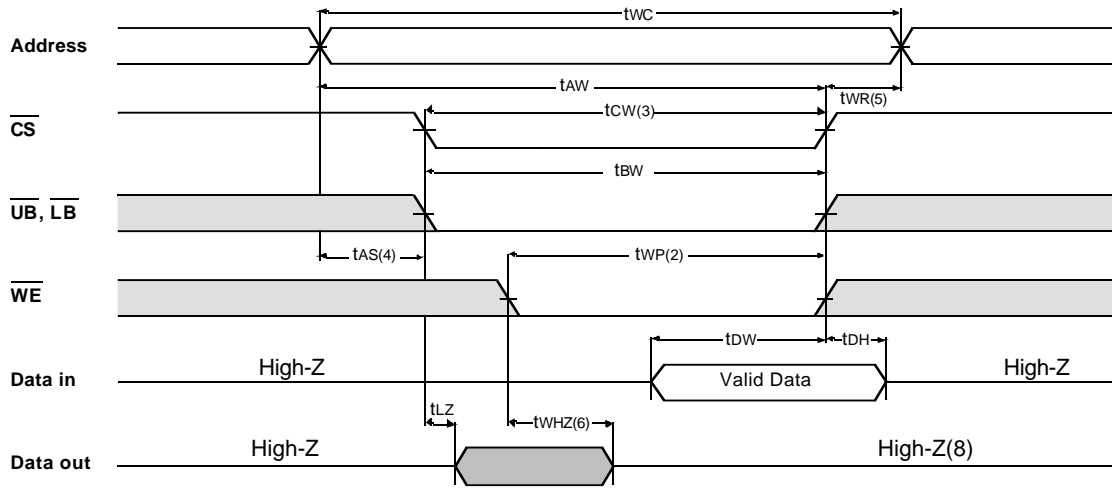 tWC
Address
tAW
tWR(5)
tCW(3)
CS
tBW
UB, LB
tAS(4)
tWP(2)
WE
tDW
tDH
High-Z
Valid Data
High-Z
Data in
tLZ
tWHZ(6)
High-Z
High-Z(8)
Data out